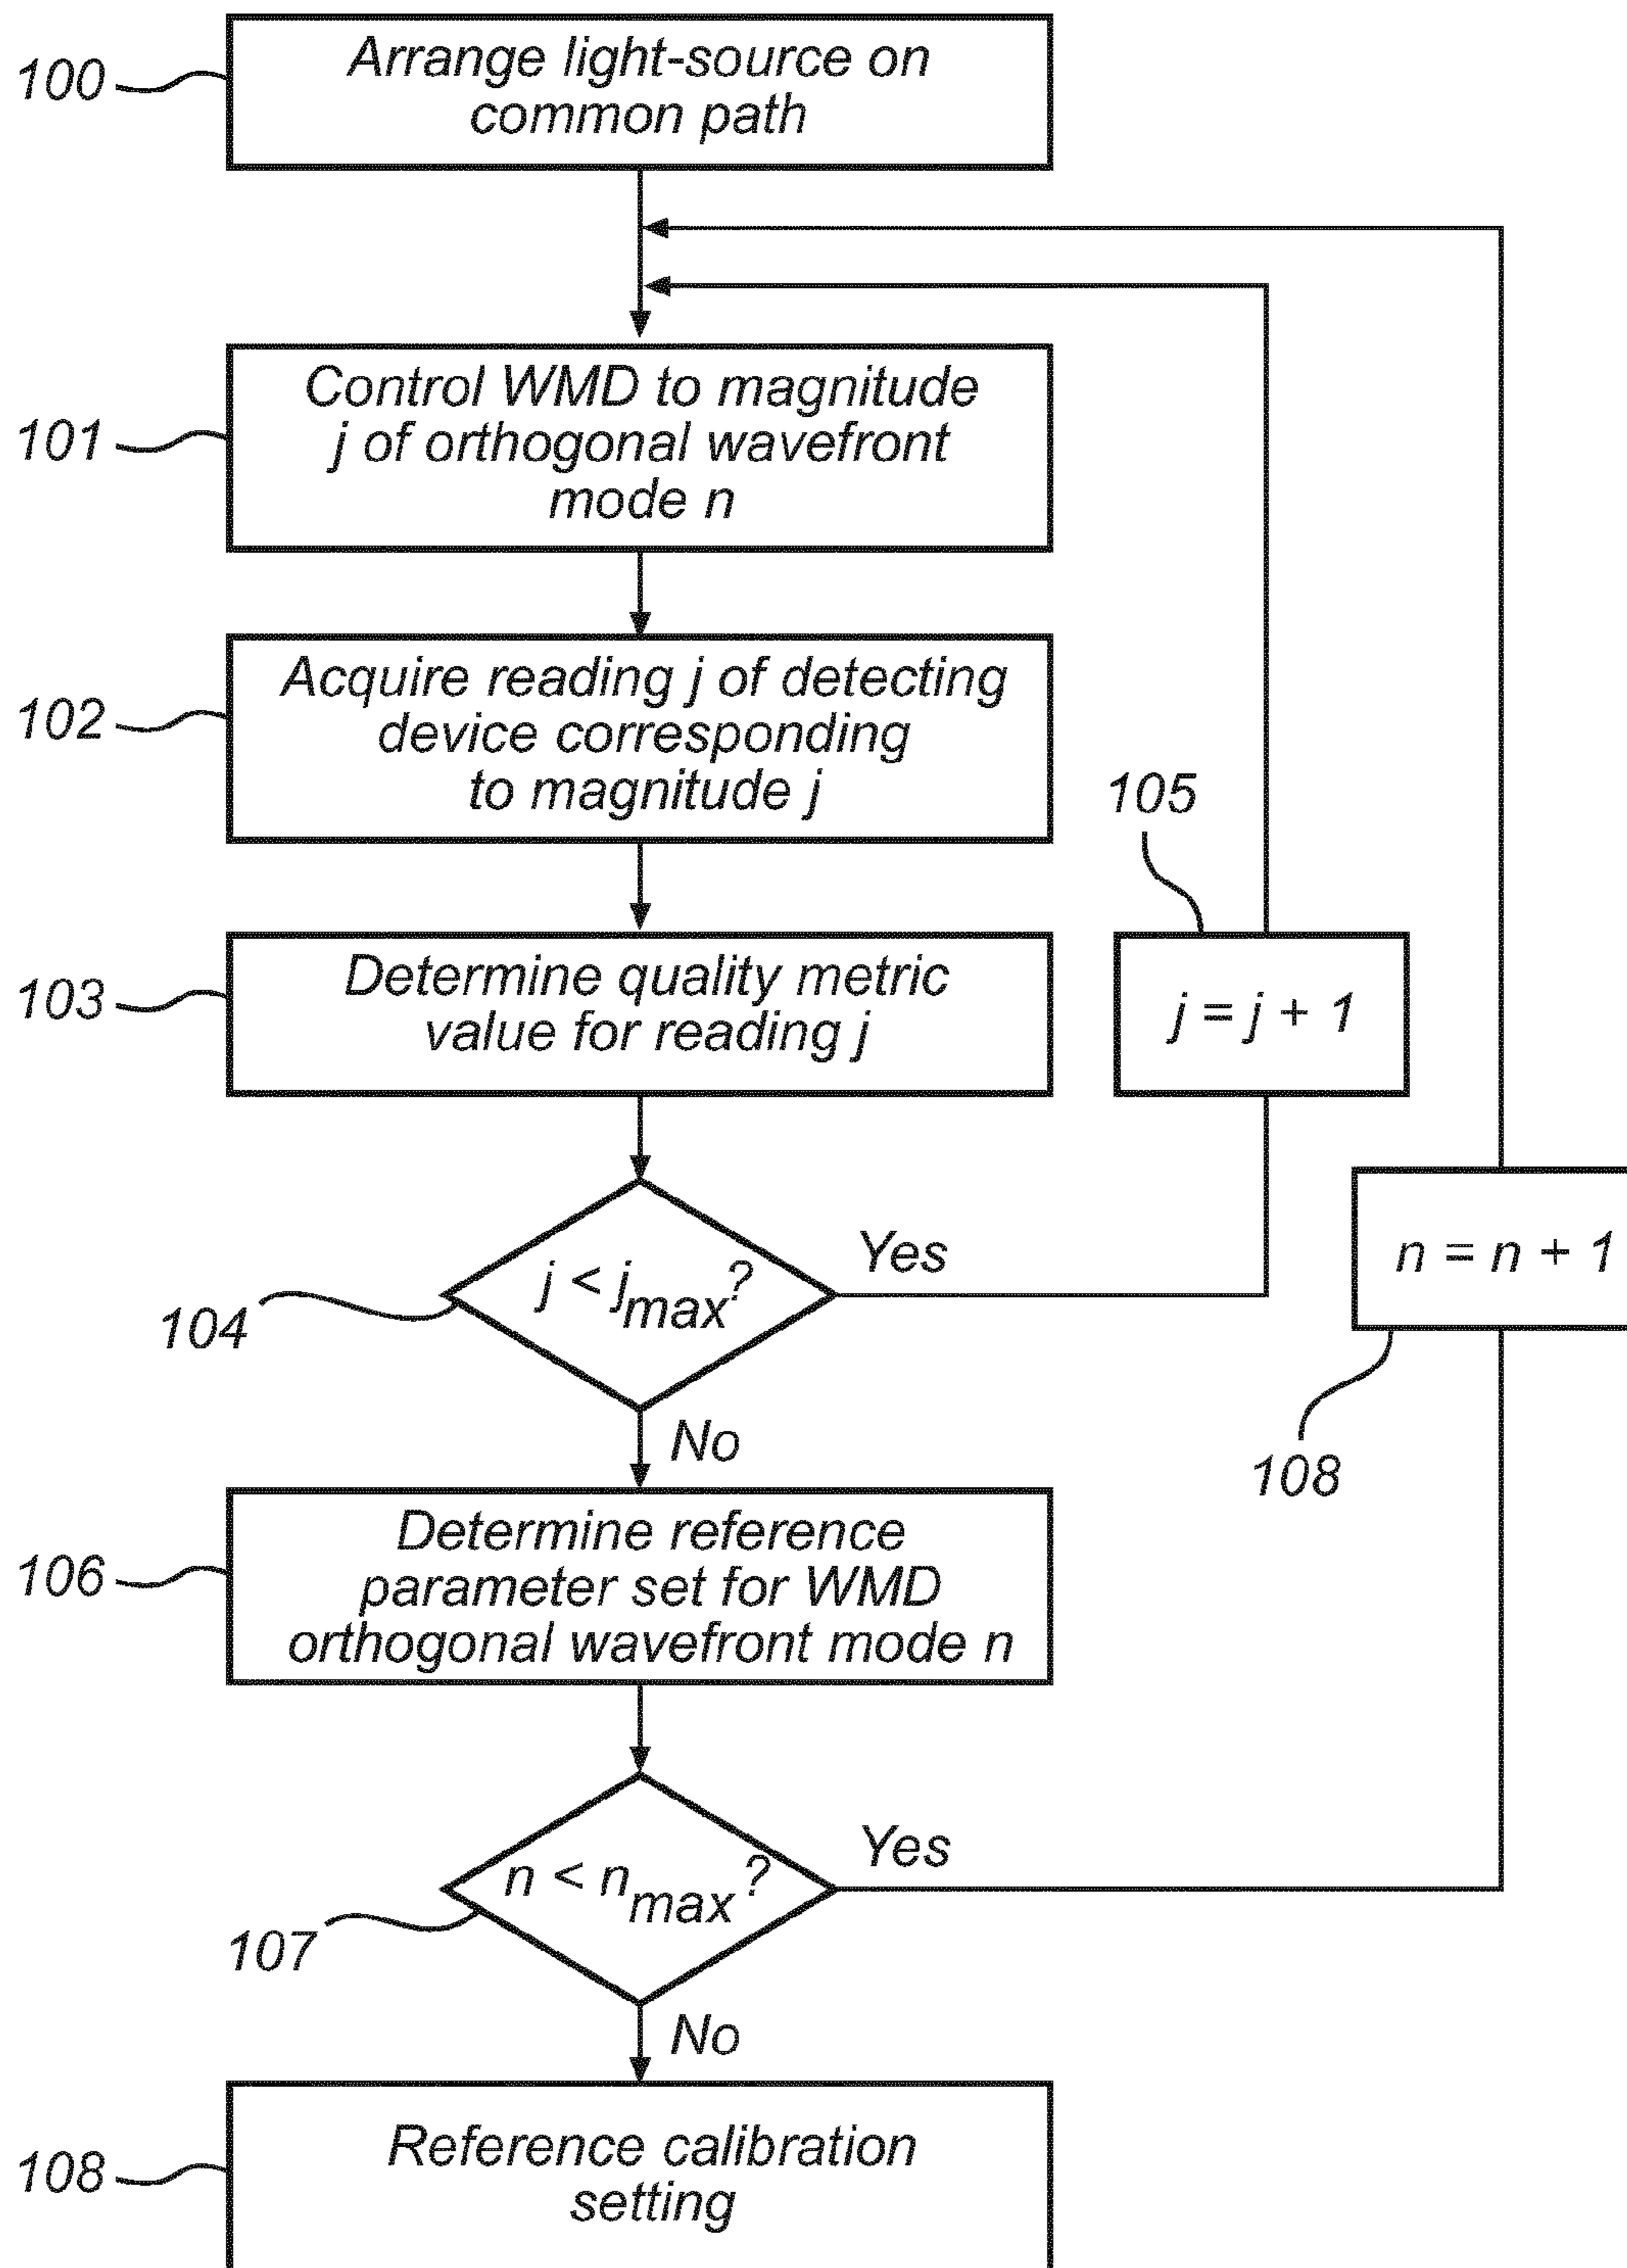 100
Arrange light-source on
common path
101
Control WMD to magnitude
j of orthogonal wavefront
mode n
102
Acquire reading j of detecting
device corresponding
to magnitude j
105
103
Determine quality metric
value for reading j
j = j + 1
104
j < jmax?
Yes
n = n + 1
108
No
106
Determine reference
parameter set for WMD
orthogonal wavefront mode n
107
n < nmax?
Yes
No
108
Reference calibration
setting